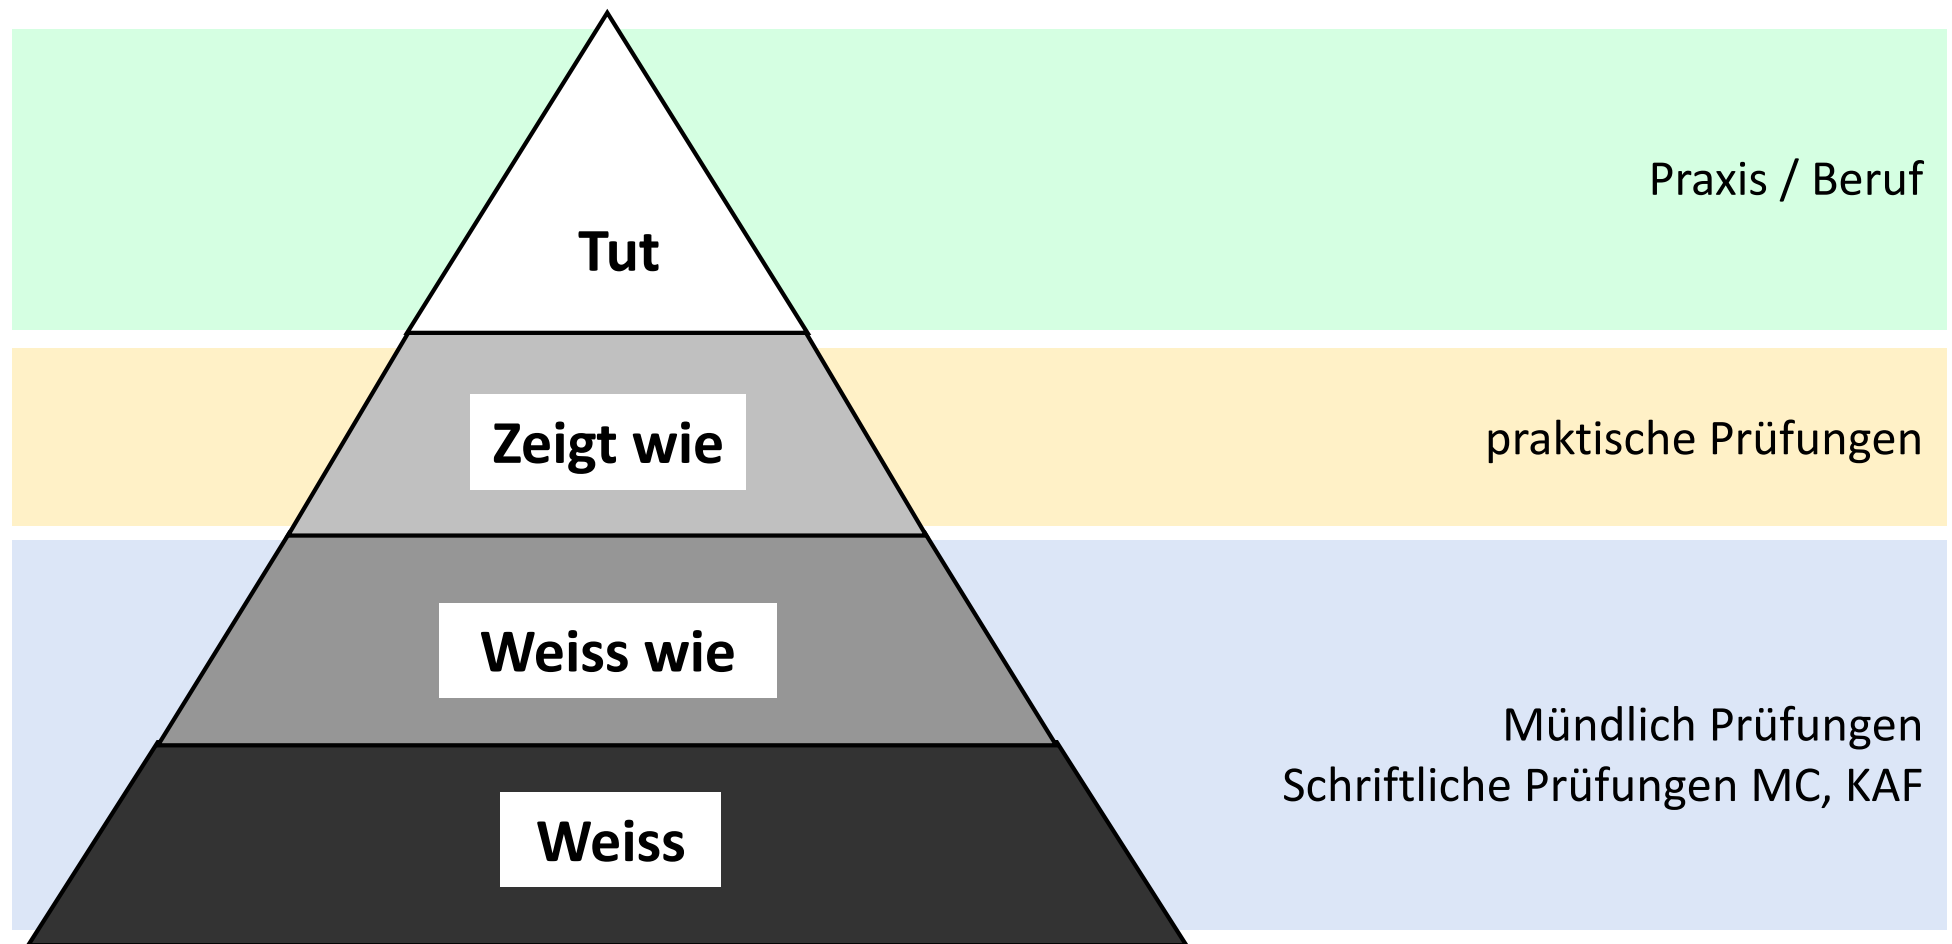 Praxis / Beruf
Tut
Zeigt wie
praktische Prüfungen
Weiss wie
Mündlich Prüfungen
Schriftliche Prüfungen MC, KAF
Weiss